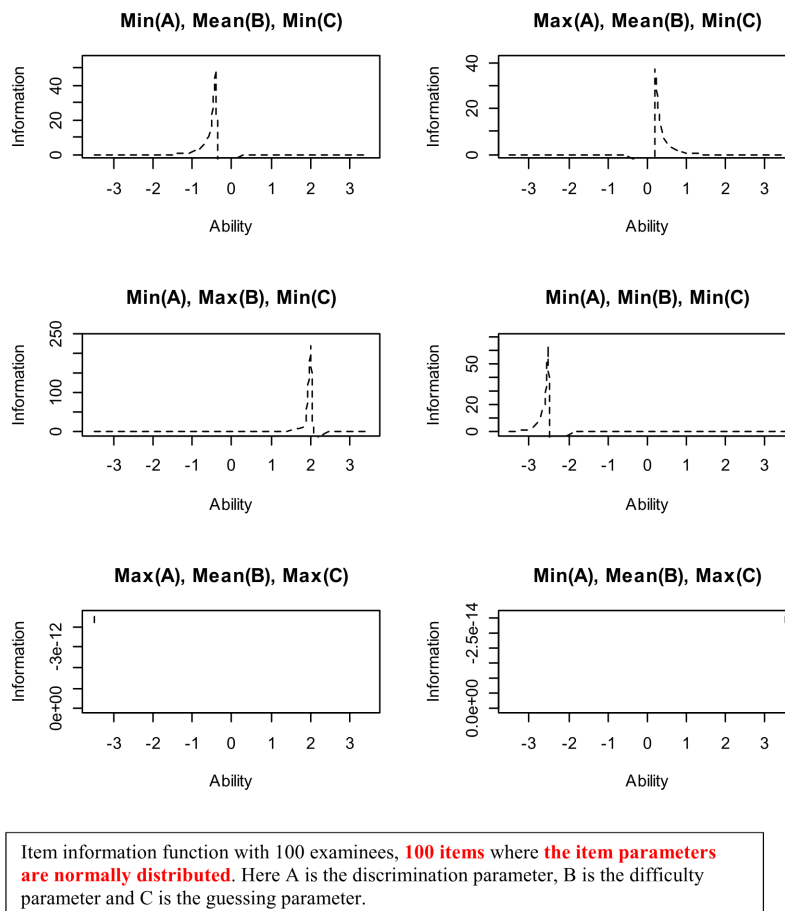 Min(A), Mean(B), Min(C)
Information
0 20 40
-3 -2 -1 0 1 2 3
Ability
Max(A), Mean(B), Min(C)
Information
0 20 40
-3 -2 -1 0 1 2 3
Ability
Min(A), Max(B), Min(C)
Information
0 100 250
-3 -2 -1 0 1 2 3
Ability
Min(A), Min(B), Min(C)
Information
0 20 50
-3 -2 -1 0 1 2 3
Ability
Max(A), Mean(B), Max(C)
Information
0e+00 -3e-12
-3 -2 -1 0 1 2 3
Ability
Min(A), Mean(B), Max(C)
Information
0.0e+00 -2.5e-14
-3 -2 -1 0 1 2 3
Ability
Item information function with 100 examinees, 100 items where the item parameters
are normally distributed. Here A is the discrimination parameter, B is the difficulty
parameter and C is the guessing parameter.